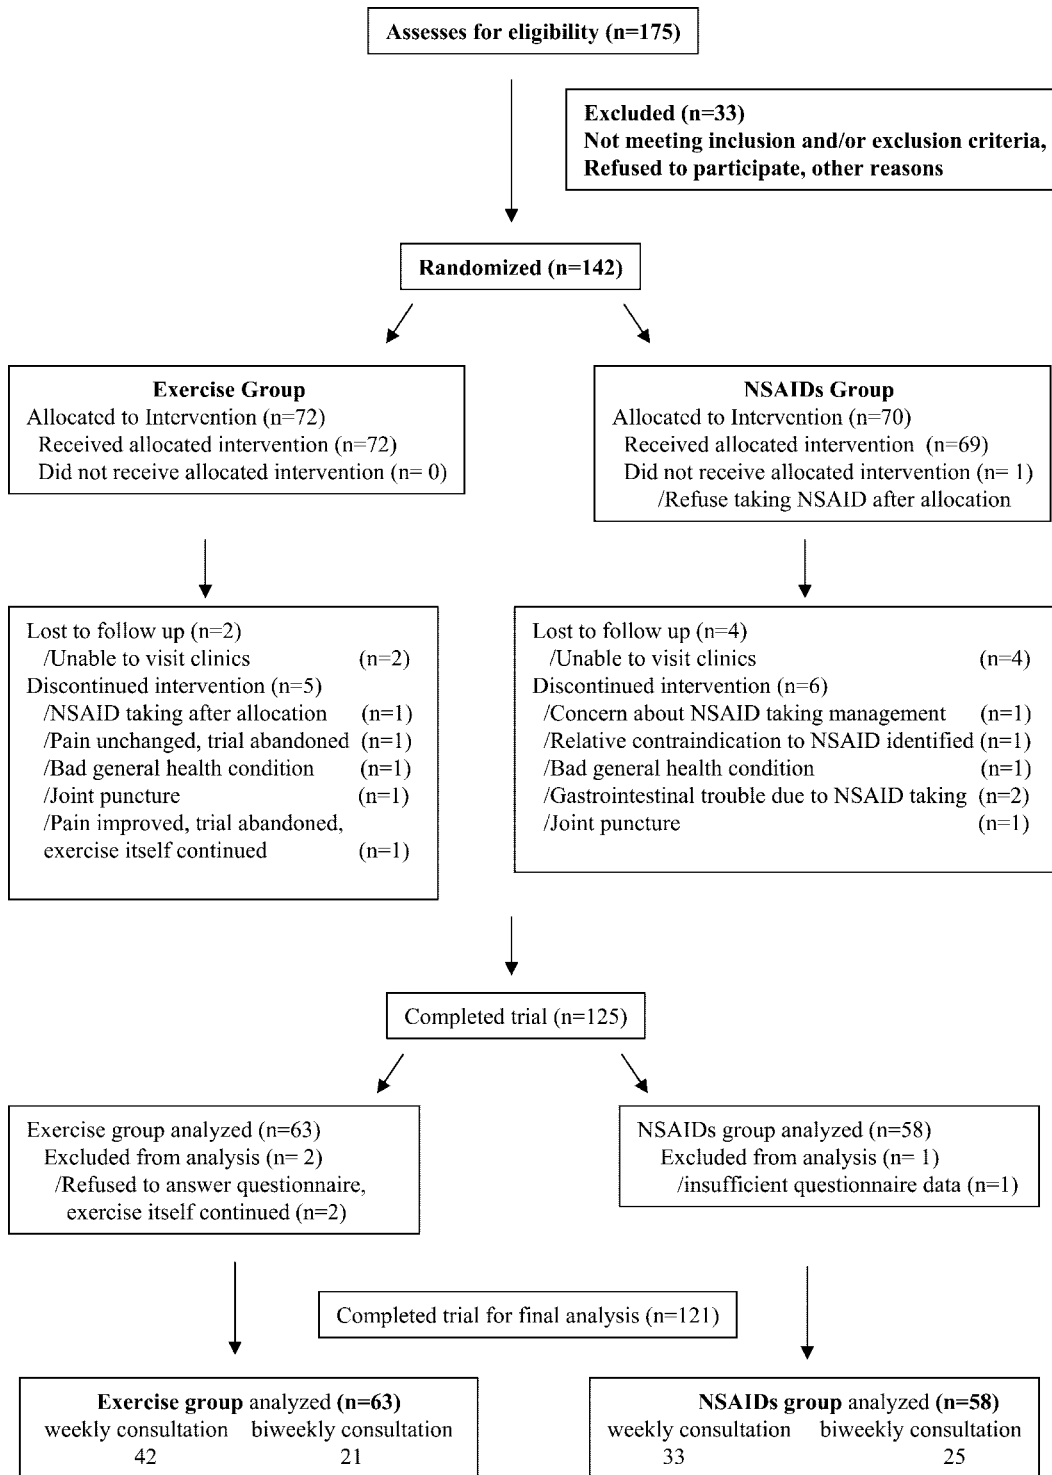 Assesses for eligibility (n=175)
Excluded (n=33)
Not meeting inclusion and/or exclusion criteria,
Refused to participate, other reasons
Randomized (n=142)
Exercise Group
Allocated to Intervention (n=72)
Received allocated intervention (n=72)
Did not receive allocated intervention (n= 0)
NSAIDs Group
Allocated to Intervention (n=70)
Received allocated intervention (n=69)
Did not receive allocated intervention (n= 1)
/Refuse taking NSAID after allocation
Lost to follow up (n=2)
/Unable to visit clinics (n=2)
Discontinued intervention (n=5)
/NSAID taking after allocation (n=1)
/Pain unchanged, trial abandoned (n=1)
/Bad general health condition (n=1)
/Joint puncture (n=1)
/Pain improved, trial abandoned,
exercise itself continued (n=1)
Lost to follow up (n=4)
/Unable to visit clinics (n=4)
Discontinued intervention (n=6)
/Concern about NSAID taking management (n=1)
/Relative contraindication to NSAID identified (n=1)
/Bad general health condition (n=1)
/Gastrointestinal trouble due to NSAID taking (n=2)
/Joint puncture (n=1)
Completed trial (n=125)
Exercise group analyzed (n=63)
Excluded from analysis (n= 2)
/Refused to answer questionnaire,
exercise itself continued (n=2)
NSAIDs group analyzed (n=58)
Excluded from analysis (n= 1)
/insufficient questionnaire data (n=1)
Completed trial for final analysis (n=121)
Exercise group analyzed (n=63)
weekly consultation biweekly consultation
42 21
NSAIDs group analyzed (n=58)
weekly consultation biweekly consultation
33 25